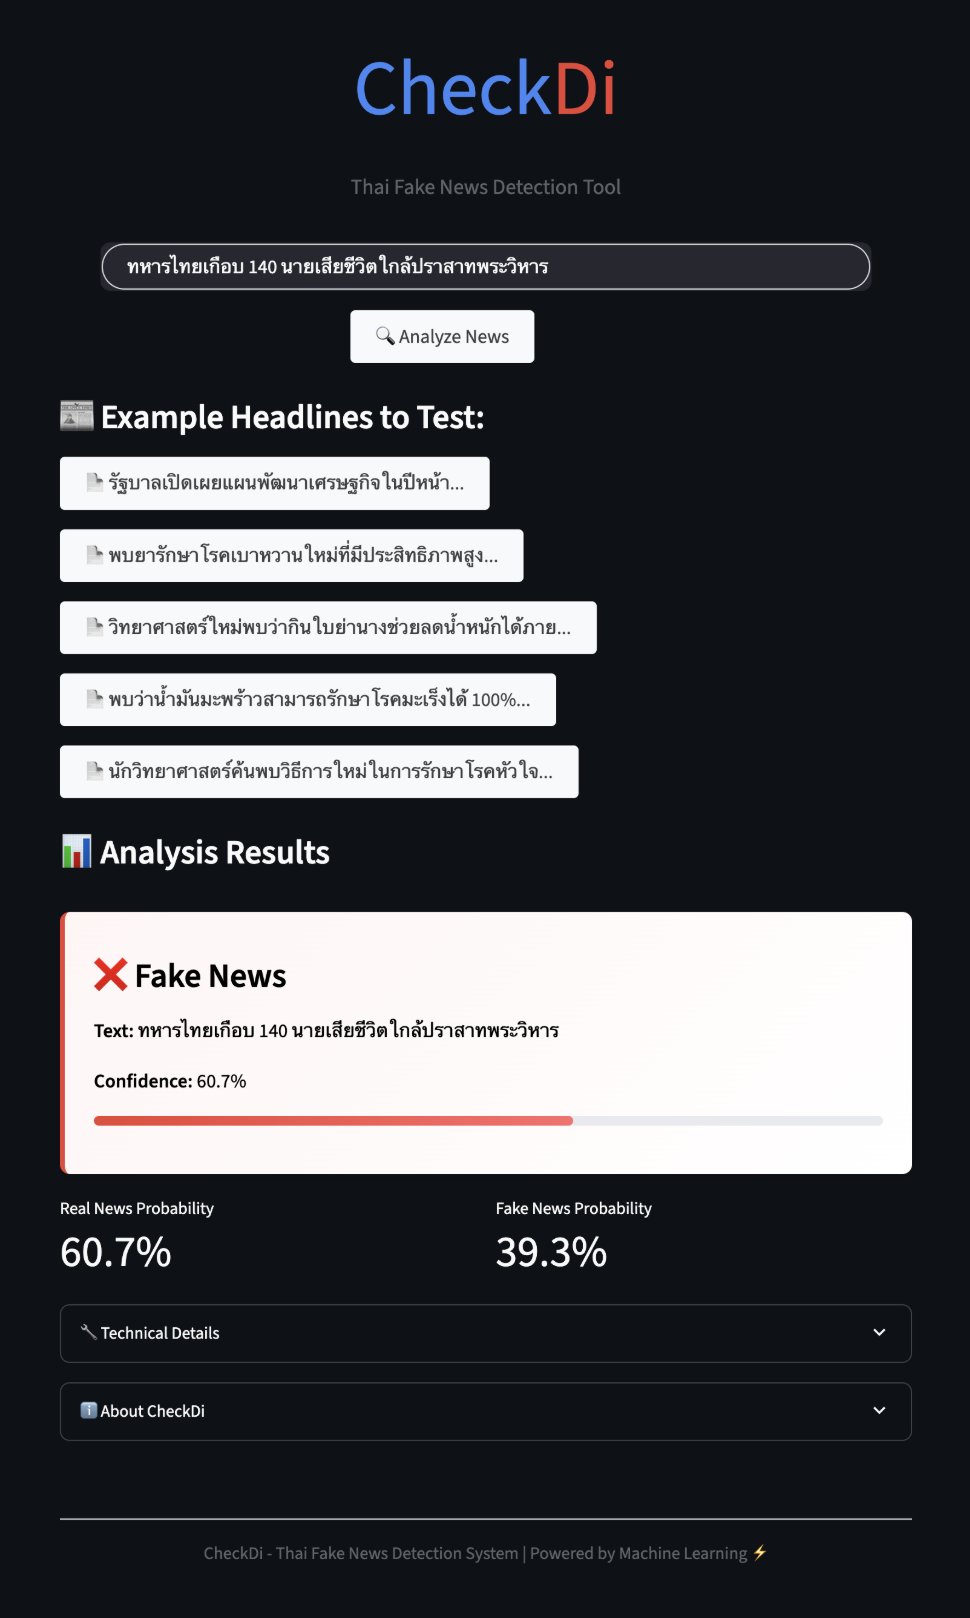 CheckDi
Thai Fake News Detection Tool
ทหารไทยเกือบ 140 นายเสียชีวิตใกล้ปราสาทพระวิหาร
🔍 Analyze News
📰 Example Headlines to Test:
📄 รัฐบาลเปิดเผยแผนพัฒนาเศรษฐกิจในปีหน้า...
📄 พบยารักษาโรคเบาหวานใหม่ที่มีประสิทธิภาพสูง...
📄 วิทยาศาสตร์ใหม่พบว่ากินใบย่านางช่วยลดน้ำหนักได้ภาย...
📄 พบว่าน้ำมันมะพร้าวสามารถรักษาโรคมะเร็งได้ 100%...
📄 นักวิทยาศาสตร์ค้นพบวิธีการใหม่ในการรักษาโรคหัวใจ...
📊 Analysis Results
❌ Fake News
Text: ทหารไทยเกือบ 140 นายเสียชีวิตใกล้ปราสาทพระวิหาร
Confidence: 60.7%
Real News Probability
60.7%
Fake News Probability
39.3%
🔧 Technical Details
ℹ️ About CheckDi
CheckDi - Thai Fake News Detection System | Powered by Machine Learning ⚡